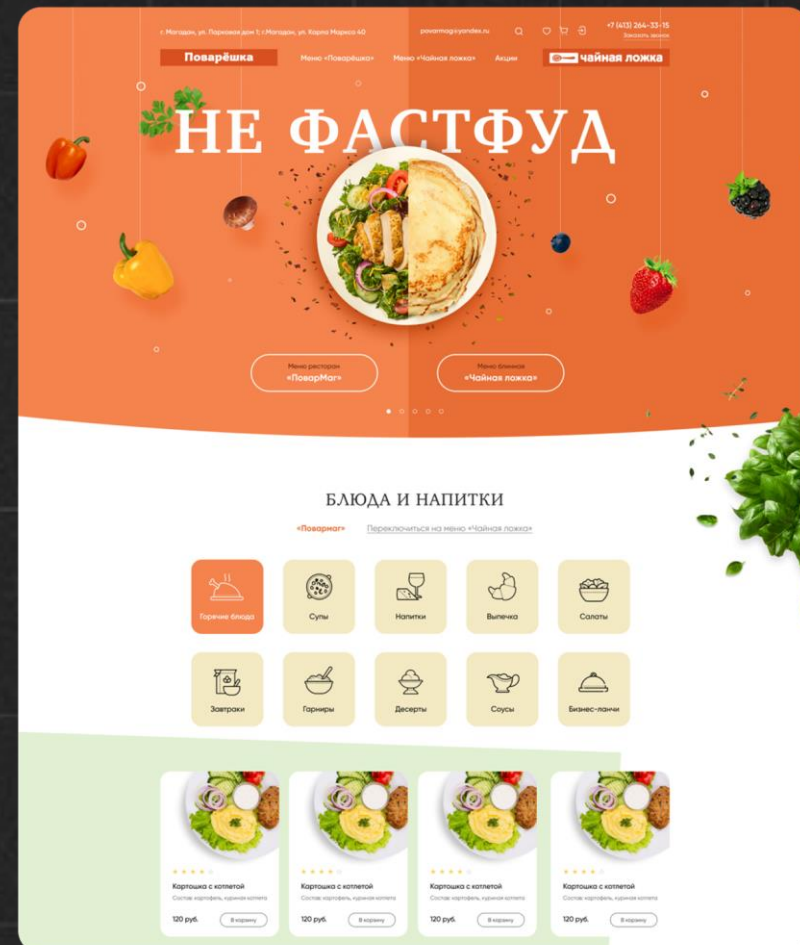 г. Магадан, ул. Парковая дом 1; г.Магадан, ул. Карла Маркса 40
povarmag@yandex.ru
+7 (413) 264-33-15
Заказать звонок
Поварёшка
Меню «Поварёшка»
Меню «Чайная ложка»
Акции
чайная ложка
НЕ ФАСТФУД
Меню ресторан
«ПоварМаг»
Меню блинная
«Чайная ложка»
БЛЮДА И НАПИТКИ
«Повармаг»
Переключиться на меню «Чайная ложка»
Горячие блюда
Супы
Напитки
Выпечка
Салаты
Завтраки
Гарниры
Десерты
Соусы
Бизнес-ланчи
Картошка с котлетой
Состав: картофель, куриная котлета
120 руб.
В корзину
Картошка с котлетой
Состав: картофель, куриная котлета
120 руб.
В корзину
Картошка с котлетой
Состав: картофель, куриная котлета
120 руб.
В корзину
Картошка с котлетой
Состав: картофель, куриная котлета
120 руб.
В корзину